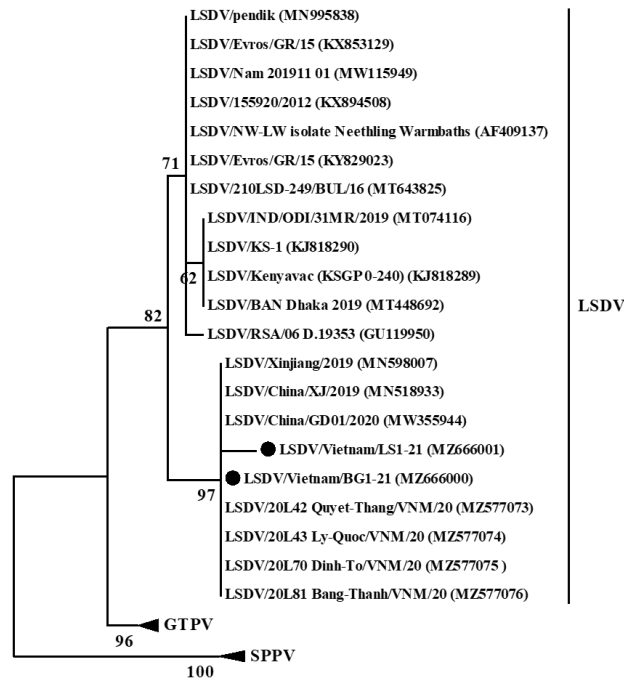 LSDV/pendik (MN995838)
LSDV/Evros/GR/15 (KX853129)
LSDV/Nam 201911 01 (MW115949)
LSDV/155920/2012 (KX894508)
LSDV/NW-LW isolate Neethling Warmbaths (AF409137)
LSDV/Evros/GR/15 (KY829023)
71
LSDV/210LSD-249/BUL/16 (MT643825)
LSDV/IND/ODI/31MR/2019 (MT074116)
LSDV/KS-1 (KJ818290)
62
LSDV/Kenyavac (KSGP 0-240) (KJ818289)
LSDV/BAN Dhaka 2019 (MT448692)
LSDV
82
LSDV/RSA/06 D.19353 (GU119950)
LSDV/Xinjiang/2019 (MN598007)
LSDV/China/XJ/2019 (MN518933)
LSDV/China/GD01/2020 (MW355944)
LSDV/Vietnam/LS1-21 (MZ666001)
LSDV/Vietnam/BG1-21 (MZ666000)
97
LSDV/20L42 Quyet-Thang/VNM/20 (MZ577073)
LSDV/20L43 Ly-Quoc/VNM/20 (MZ577074)
LSDV/20L70 Dinh-To/VNM/20 (MZ577075 )
LSDV/20L81 Bang-Thanh/VNM/20 (MZ577076)
GTPV
96
SPPV
100